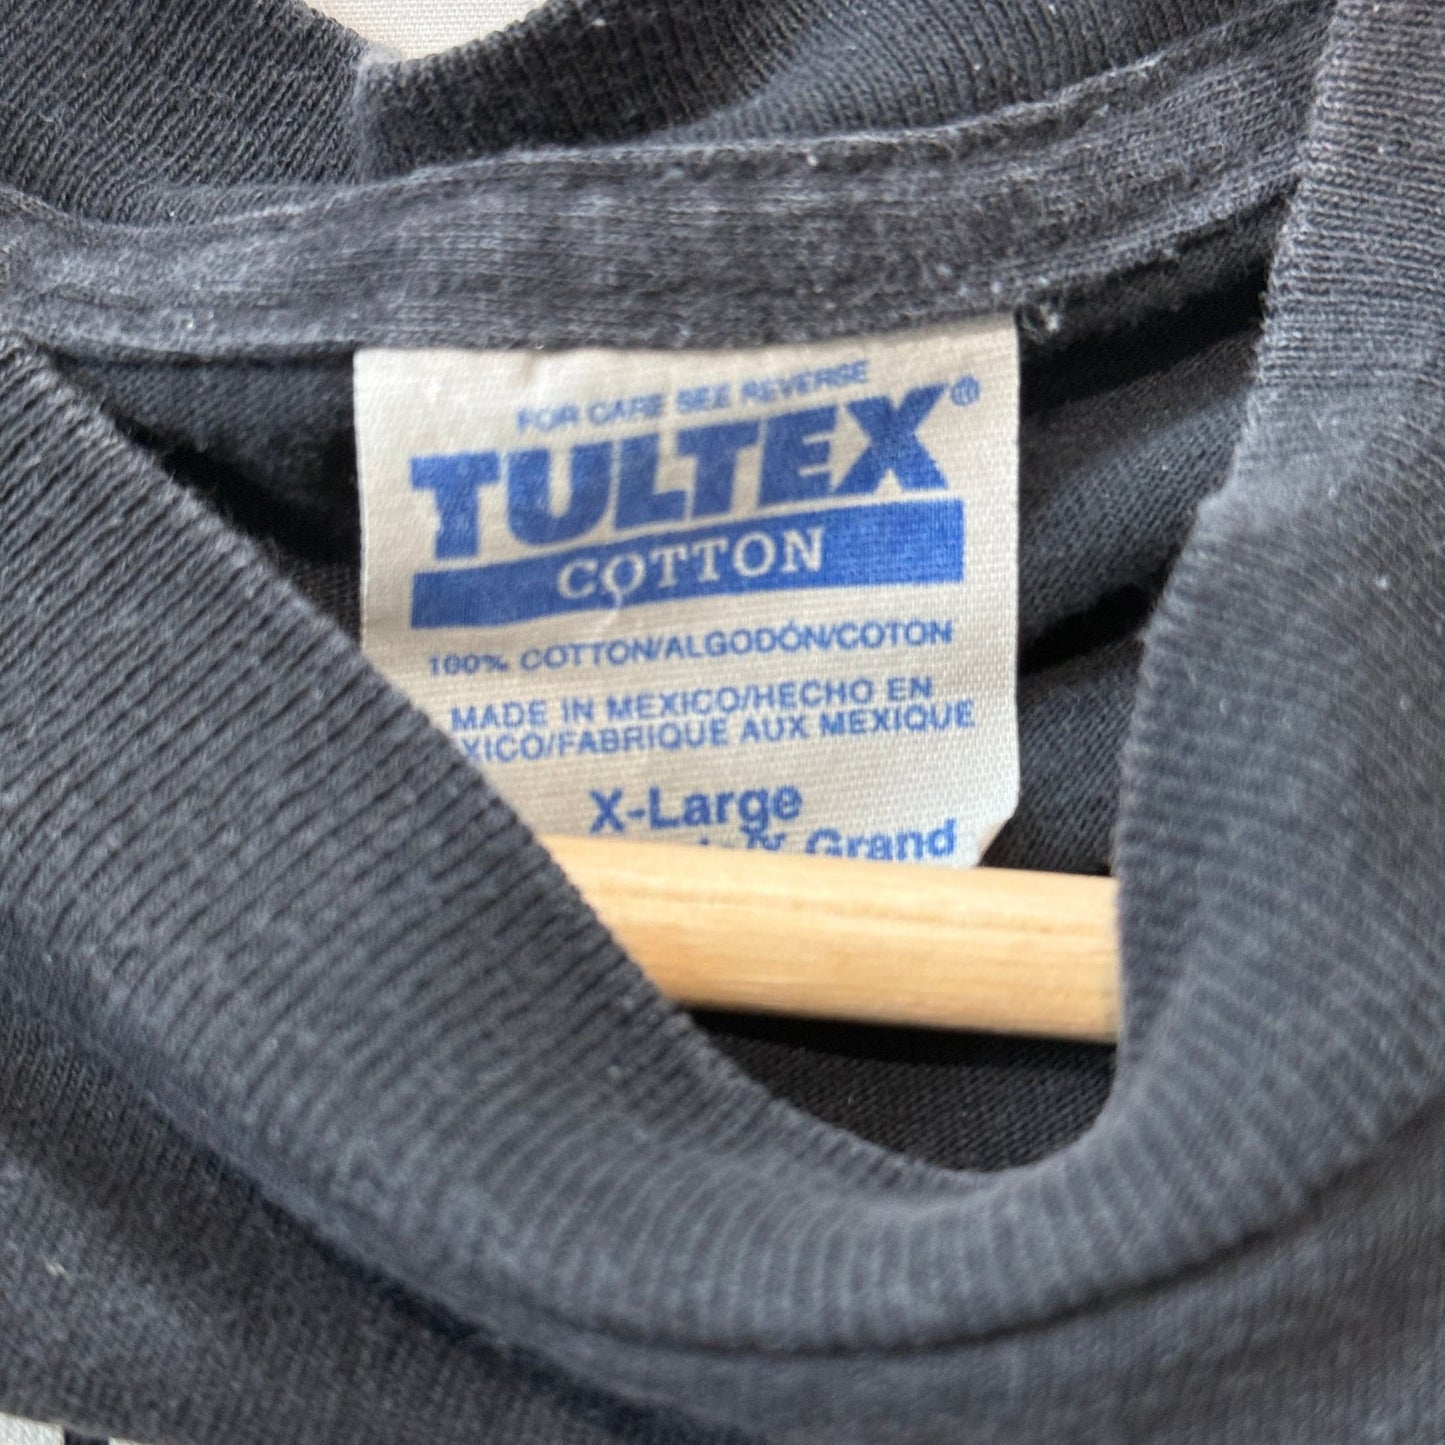 FOR CARE SEE REVERSE
TULTEX®
COTTON
100% COTTON/ALGODÓN/COTON
MADE IN MEXICO/HECHO EN
XICO/FABRIQUE AUX MEXIQUE
X-Large
Grand